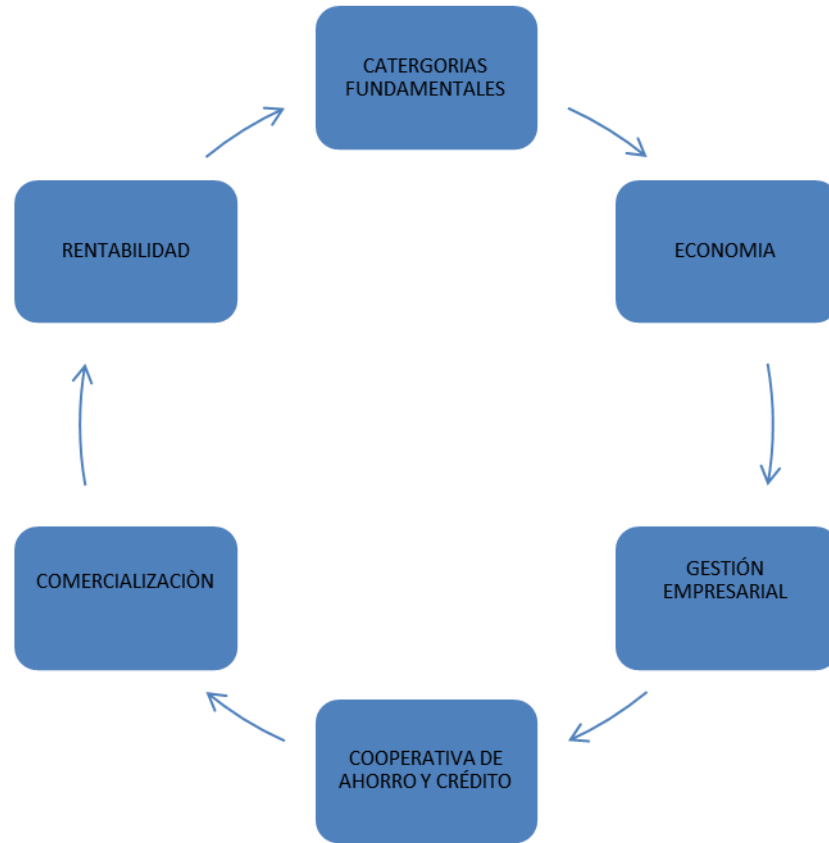 CATERGORIAS
FUNDAMENTALES
ECONOMIA
GESTIÓN
EMPRESARIAL
COOPERATIVA DE
AHORRO Y CRÉDITO
COMERCIALIZACIÒN
RENTABILIDAD